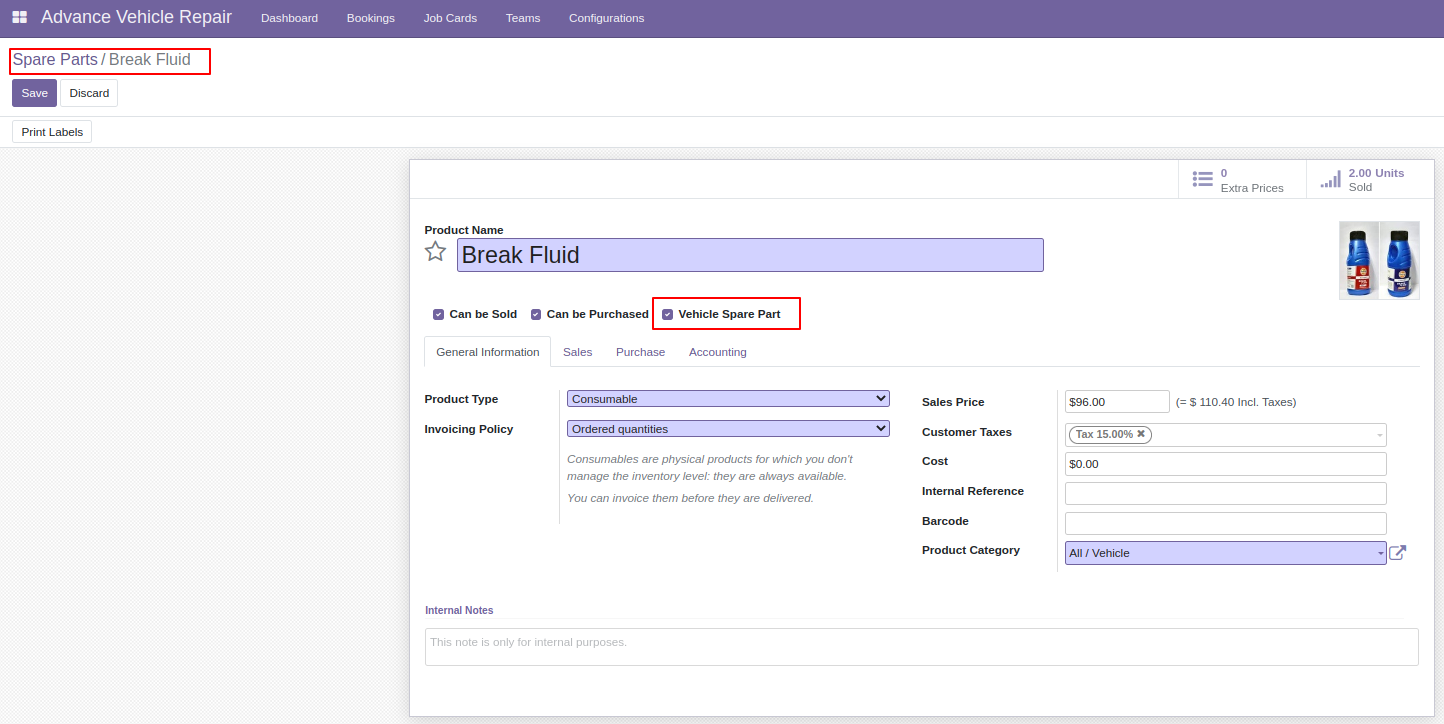 Advance Vehicle Repair Dashboard Bookings Job Cards Teams Configurations
Spare Parts / Break Fluid
Save Discard
Print Labels
0
Extra Prices
2.00 Units
Sold
Product Name
Break Fluid
Can be Sold Can be Purchased Vehicle Spare Part
General Information Sales Purchase Accounting
Product Type Consumable
Invoicing Policy Ordered quantities
Consumables are physical products for which you don't
manage the inventory level: they are always available.
You can invoice them before they are delivered.
Sales Price $96.00 (= $ 110.40 Incl. Taxes)
Customer Taxes Tax 15.00% ✖
Cost $0.00
Internal Reference
Barcode
Product Category All / Vehicle
Internal Notes
This note is only for internal purposes.